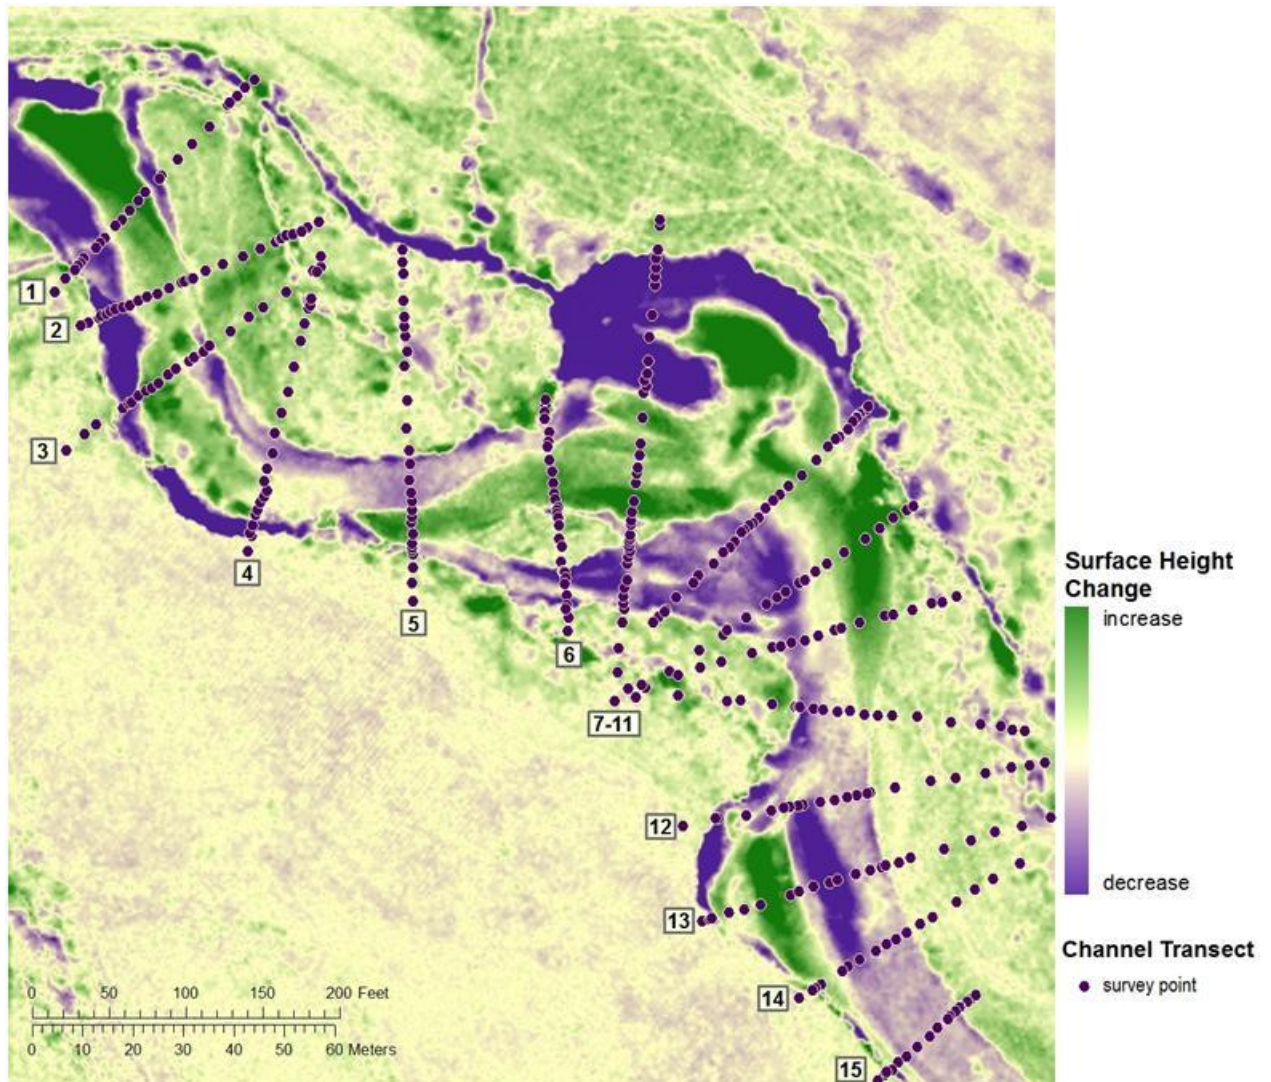 1
2
3
4
5
6
7-11
12
13
14
15
0 50 100 150 200 Feet
0 10 20 30 40 50 60 Meters
Surface Height
Change
increase
decrease
Channel Transect
survey point